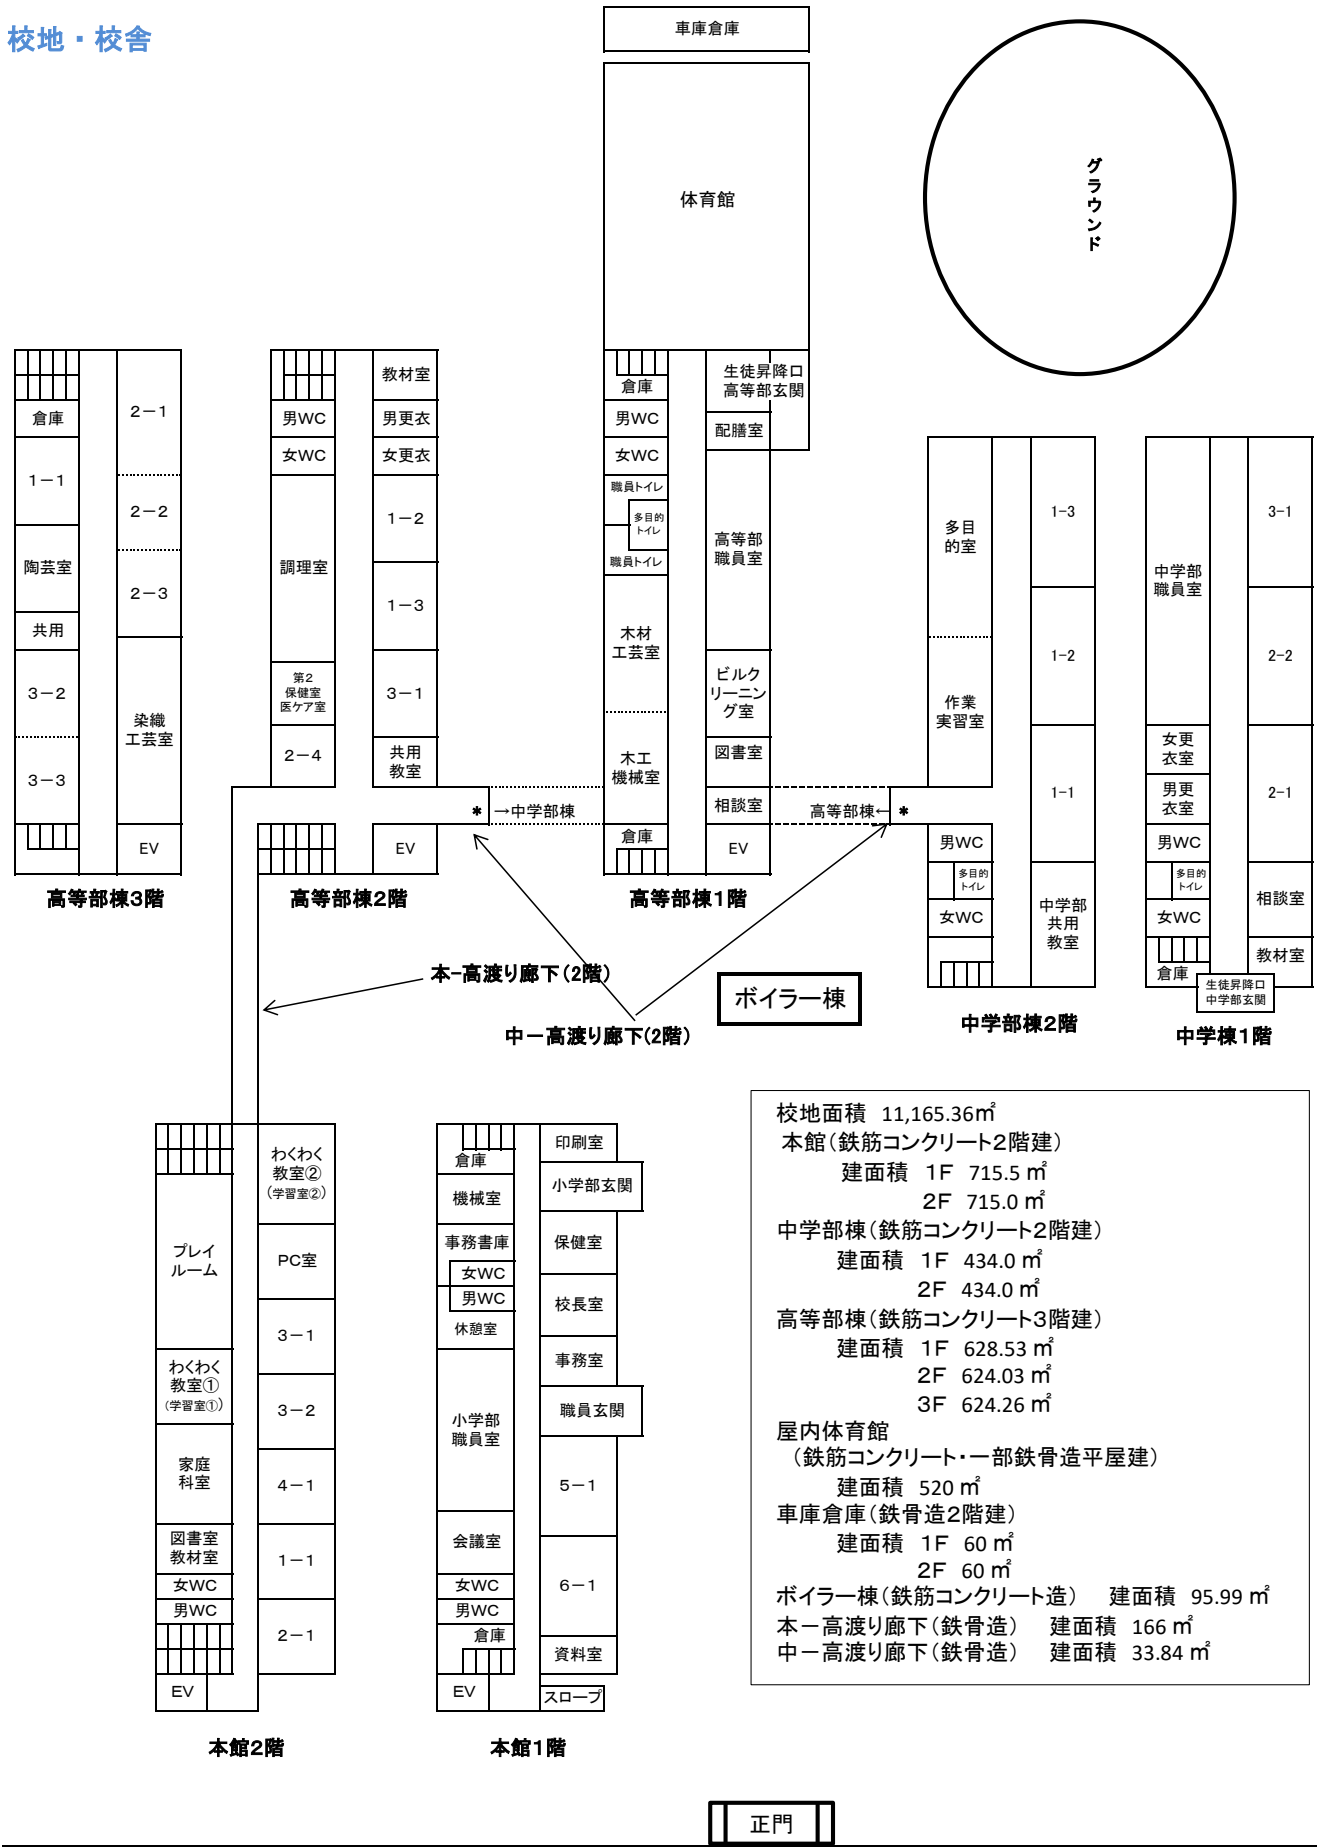 校地・校舎
車庫倉庫
体育館
グラウンド
倉庫
1－1
陶芸室
共用
3－2
3－3
2－1
2－2
2－3
染織
工芸室
EV
高等部棟3階
男WC
女WC
調理室
第2
保健室
医ケア室
2－4
教材室
男更衣
女更衣
1－2
1－3
3－1
共用
教室
＊
→中学部棟
EV
高等部棟2階
倉庫
男WC
女WC
職員トイレ
多目的
トイレ
職員トイレ
木材
工芸室
木工
機械室
倉庫
生徒昇降口
高等部玄関
配膳室
高等部
職員室
ビルク
リーニン
グ室
図書室
相談室
EV
高等部棟1階
高等部棟←
＊
多目
的室
作業
実習室
男WC
多目的
トイレ
女WC
1-3
1-2
1-1
中学部
共用
教室
中学部棟2階
中学部
職員室
女更
衣室
男更
衣室
男WC
多目的
トイレ
女WC
倉庫
3-1
2-2
2-1
相談室
教材室
生徒昇降口
中学部玄関
中学棟1階
本-高渡り廊下(2階)
中－高渡り廊下(2階)
ボイラー棟
プレイ
ルーム
わくわく
教室①
(学習室①)
家庭
科室
図書室
教材室
女WC
男WC
EV
わくわく
教室②
(学習室②)
PC室
3－1
3－2
4－1
1－1
2－1
本館2階
倉庫
機械室
事務書庫
女WC
男WC
休憩室
小学部
職員室
会議室
女WC
男WC
倉庫
EV
印刷室
小学部玄関
保健室
校長室
事務室
職員玄関
5－1
6－1
資料室
スロープ
本館1階
校地面積 11,165.36㎡
本館(鉄筋コンクリート2階建)
建面積 1F 715.5 ㎡
2F 715.0 ㎡
中学部棟(鉄筋コンクリート2階建)
建面積 1F 434.0 ㎡
2F 434.0 ㎡
高等部棟(鉄筋コンクリート3階建)
建面積 1F 628.53 ㎡
2F 624.03 ㎡
3F 624.26 ㎡
屋内体育館
(鉄筋コンクリート・一部鉄骨造平屋建)
建面積 520 ㎡
車庫倉庫(鉄骨造2階建)
建面積 1F 60 ㎡
2F 60 ㎡
ボイラー棟(鉄筋コンクリート造) 建面積 95.99 ㎡
本－高渡り廊下(鉄骨造) 建面積 166 ㎡
中－高渡り廊下(鉄骨造) 建面積 33.84 ㎡
正門